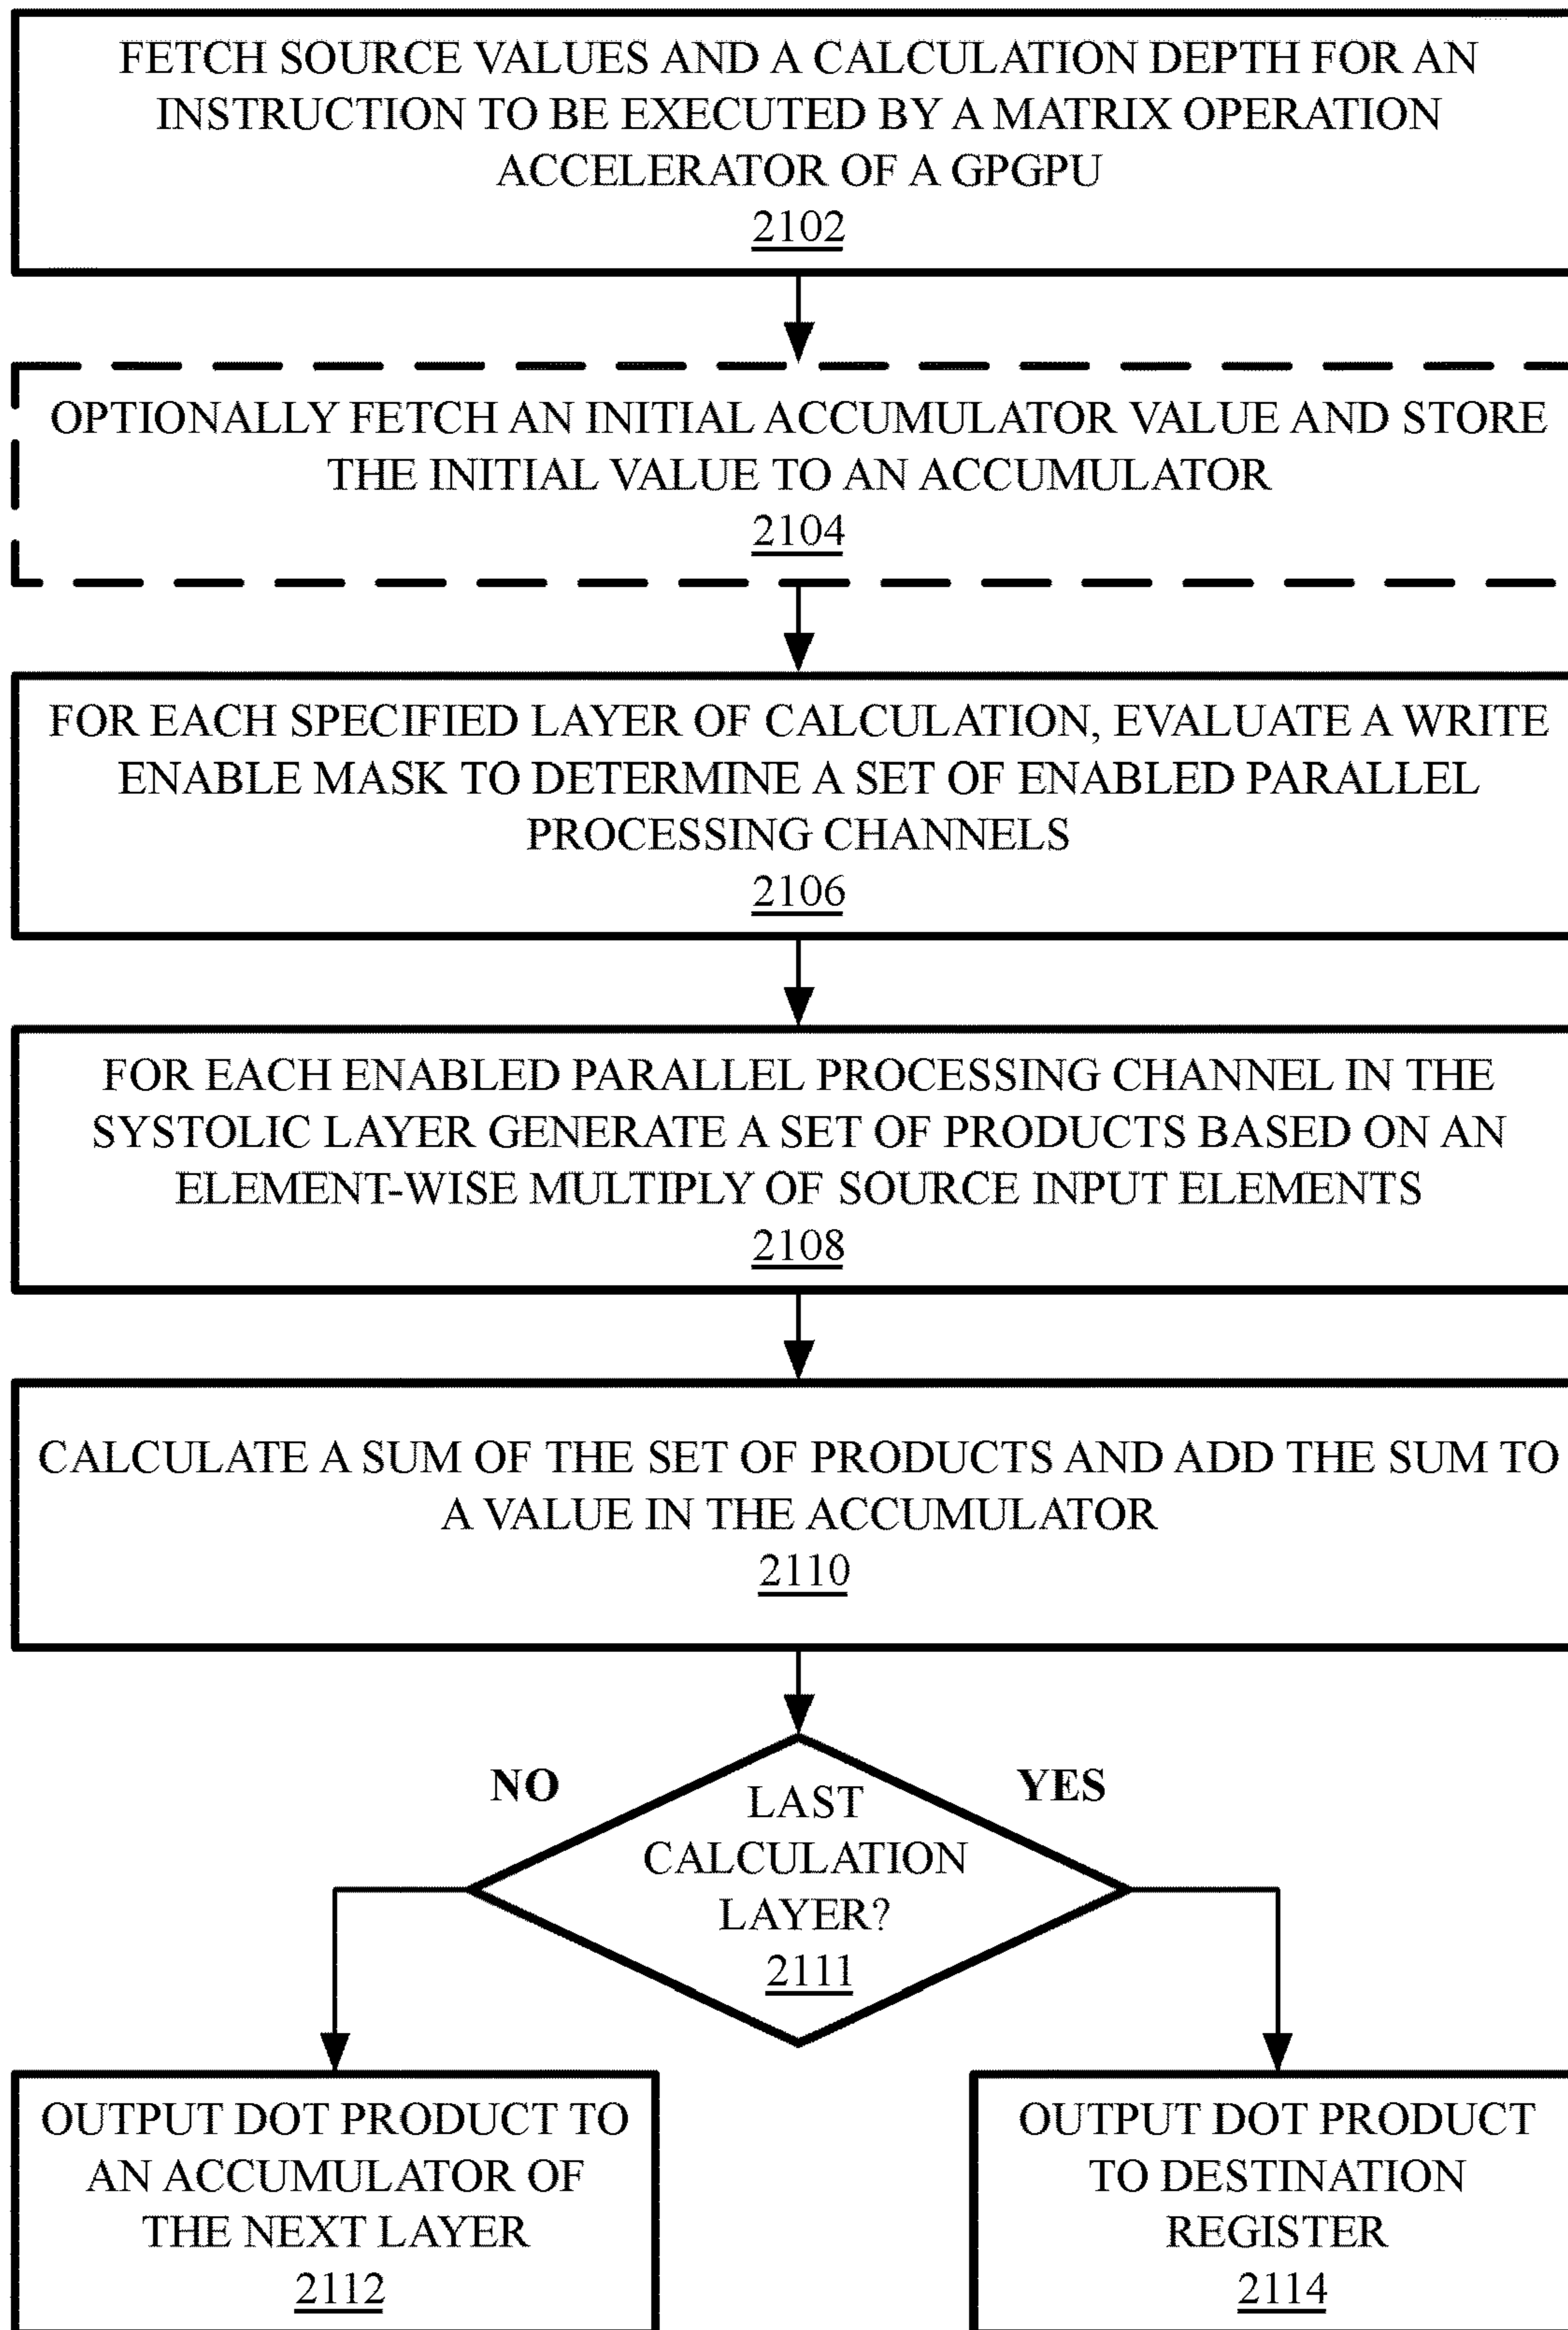 FETCH SOURCE VALUES AND A CALCULATION DEPTH FOR AN
INSTRUCTION TO BE EXECUTED BY A MATRIX OPERATION
ACCELERATOR OF A GPGPU
2102
OPTIONALLY FETCH AN INITIAL ACCUMULATOR VALUE AND STORE
THE INITIAL VALUE TO AN ACCUMULATOR
2104
FOR EACH SPECIFIED LAYER OF CALCULATION, EVALUATE A WRITE
ENABLE MASK TO DETERMINE A SET OF ENABLED PARALLEL
PROCESSING CHANNELS
2106
FOR EACH ENABLED PARALLEL PROCESSING CHANNEL IN THE
SYSTOLIC LAYER GENERATE A SET OF PRODUCTS BASED ON AN
ELEMENT-WISE MULTIPLY OF SOURCE INPUT ELEMENTS
2108
CALCULATE A SUM OF THE SET OF PRODUCTS AND ADD THE SUM TO
A VALUE IN THE ACCUMULATOR
2110
NO
YES
LAST
CALCULATION
LAYER?
2111
OUTPUT DOT PRODUCT TO
AN ACCUMULATOR OF
THE NEXT LAYER
2112
OUTPUT DOT PRODUCT
TO DESTINATION
REGISTER
2114